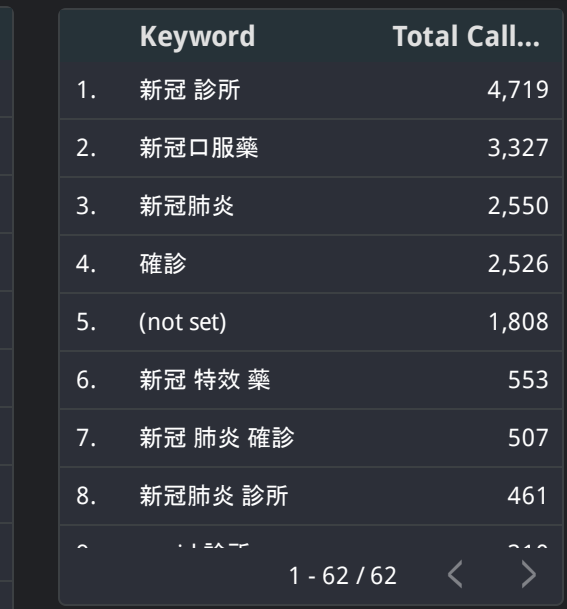 Keyword Total Call...
1. 新冠 診所 4,719
2. 新冠口服藥 3,327
3. 新冠肺炎 2,550
4. 確診 2,526
5. (not set) 1,808
6. 新冠 特效 藥 553
7. 新冠 肺炎 確診 507
8. 新冠肺炎 診所 461
1 - 62 / 62